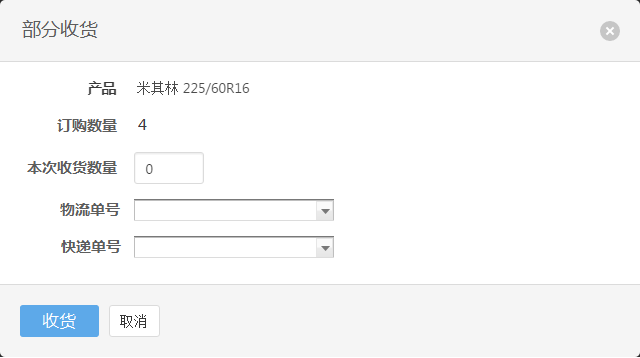 部分收货
产品 米其林 225/60R16
订购数量 4
本次收货数量 0
物流单号
快递单号
收货 取消